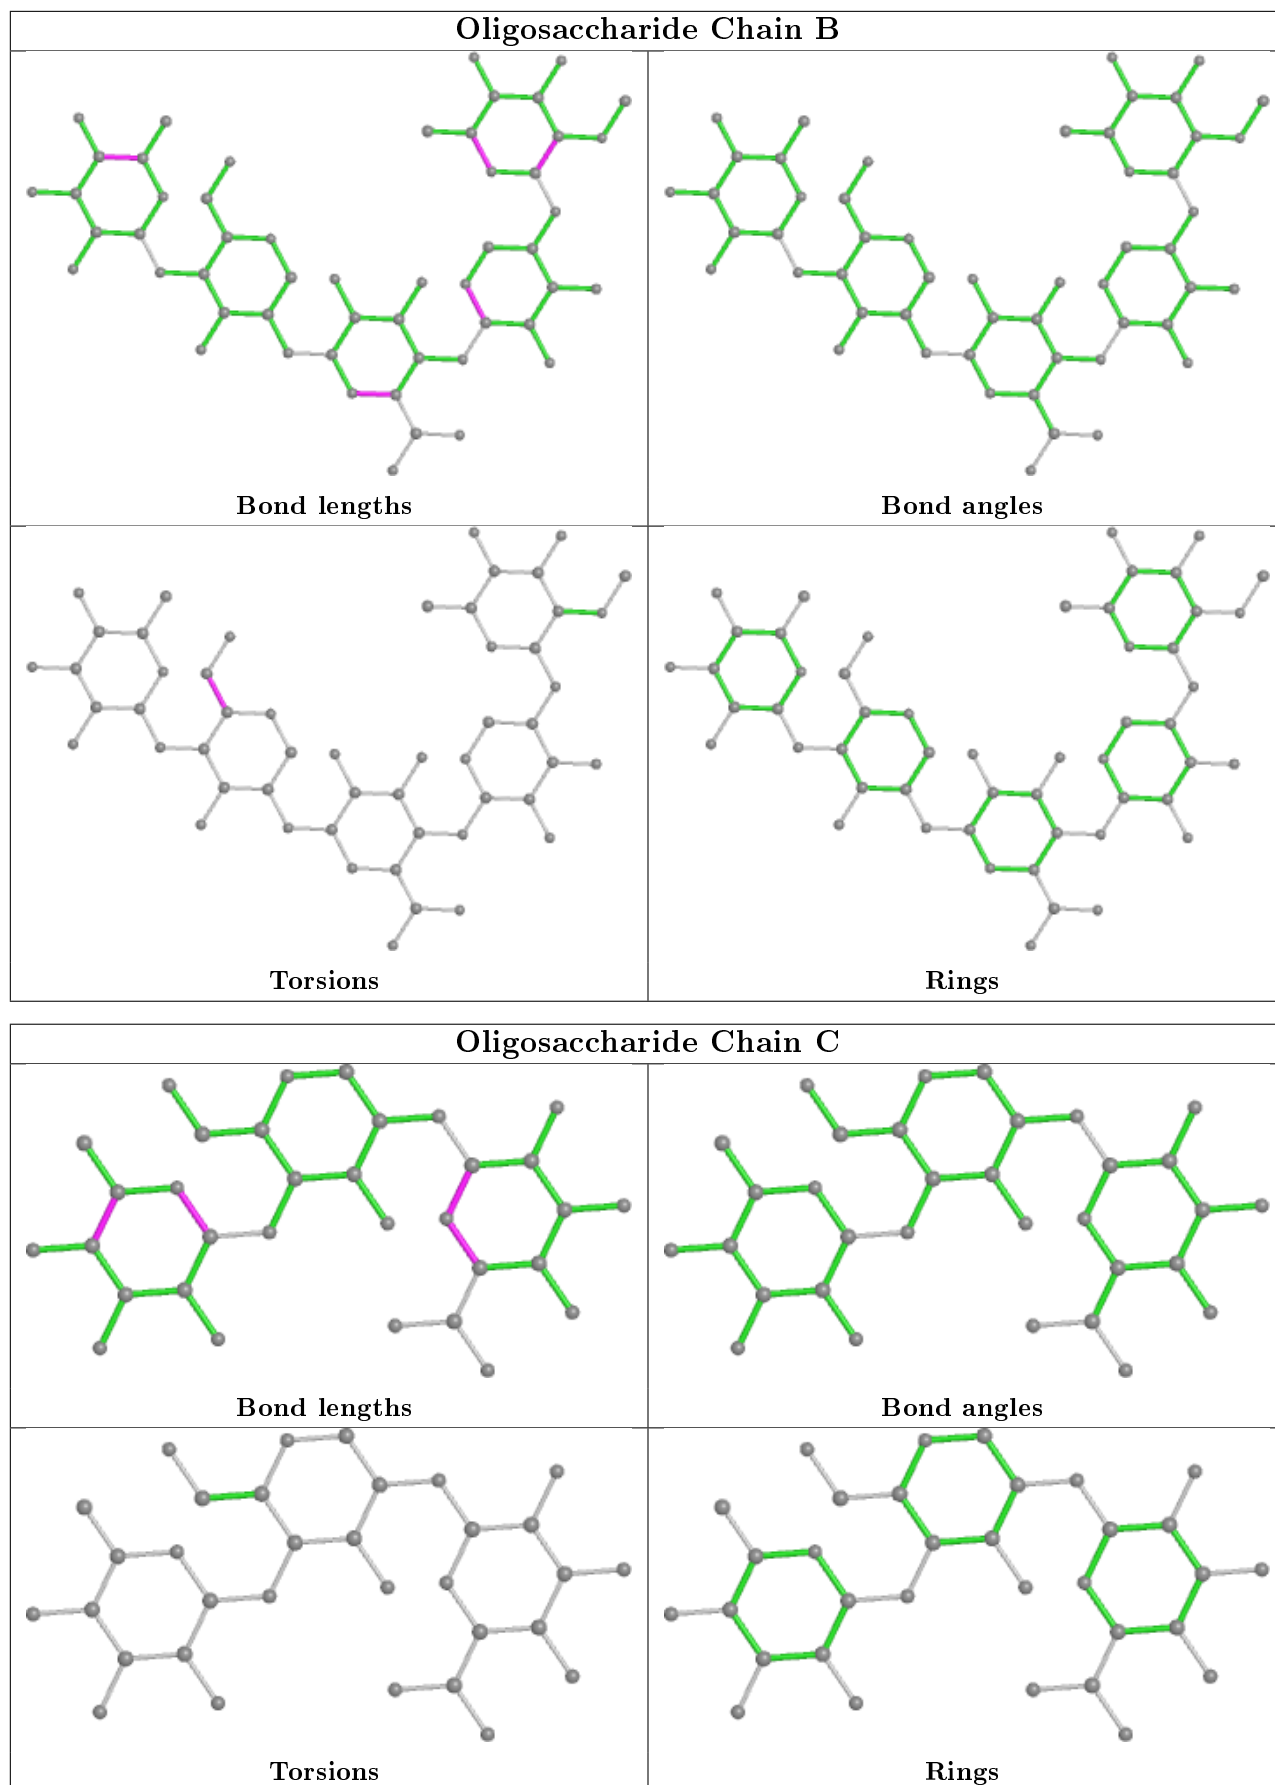 Oligosaccharide Chain B
Bond lengths
Bond angles
Torsions
Rings
Oligosaccharide Chain C
Bond lengths
Bond angles
Torsions
Rings